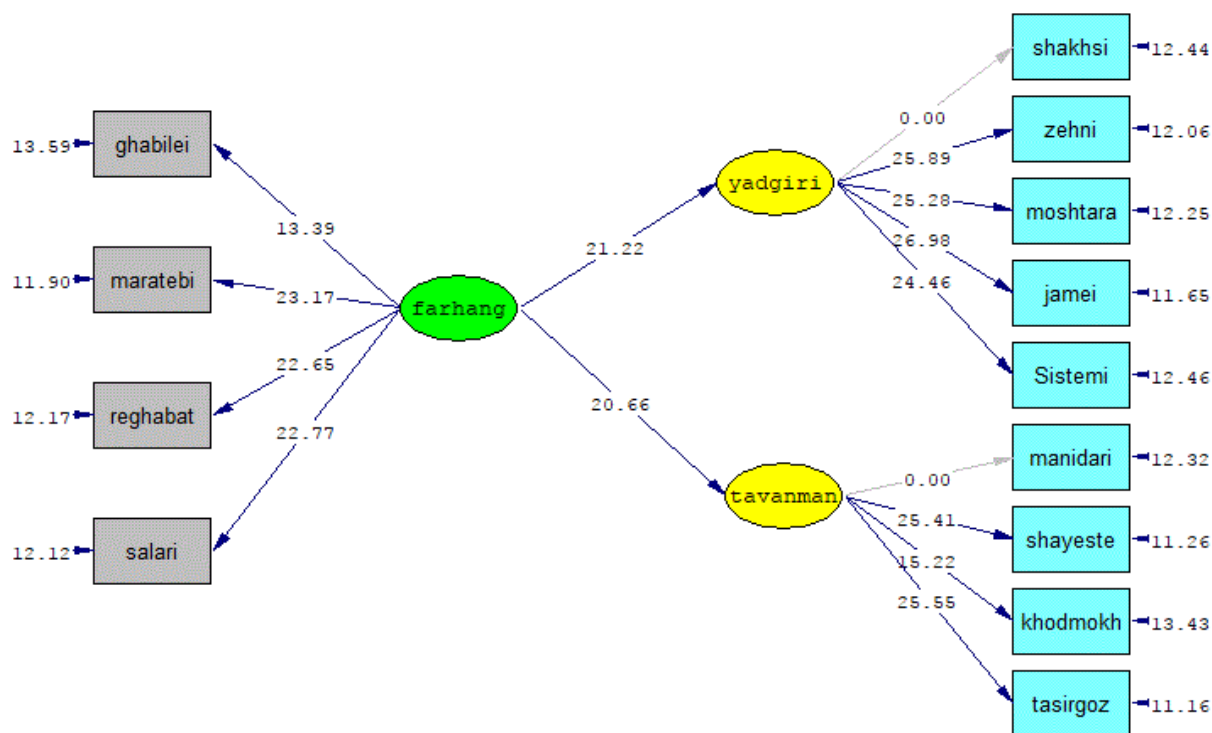 shakhsi
12.44
0.00
ghabilei
13.59
zehni
12.06
25.89
yadgiri
13.39
moshtara
12.25
25.28
21.22
26.98
maratebi
11.90
23.17
farhang
jamei
11.65
24.46
22.65
Sistemi
12.46
reghabat
12.17
22.77
20.66
manidari
12.32
0.00
tavanman
25.41
shayeste
11.26
salari
12.12
15.22
25.55
khodmokh
13.43
tasirgoz
11.16